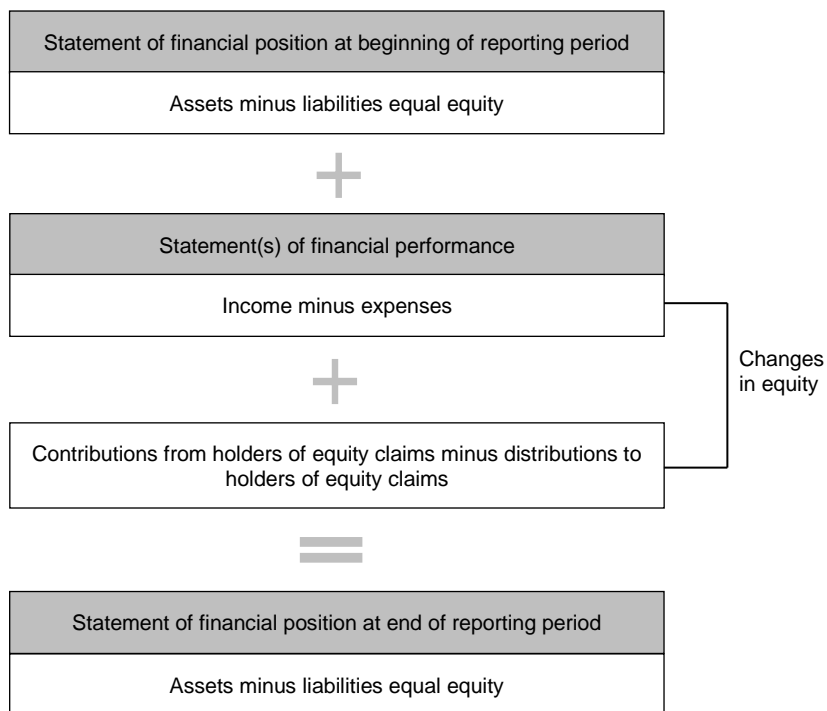 Statement of financial position at beginning of reporting period
Assets minus liabilities equal equity
+
Statement(s) of financial performance
Income minus expenses
Changes
in equity
+
Contributions from holders of equity claims minus distributions to
holders of equity claims
=
Statement of financial position at end of reporting period
Assets minus liabilities equal equity